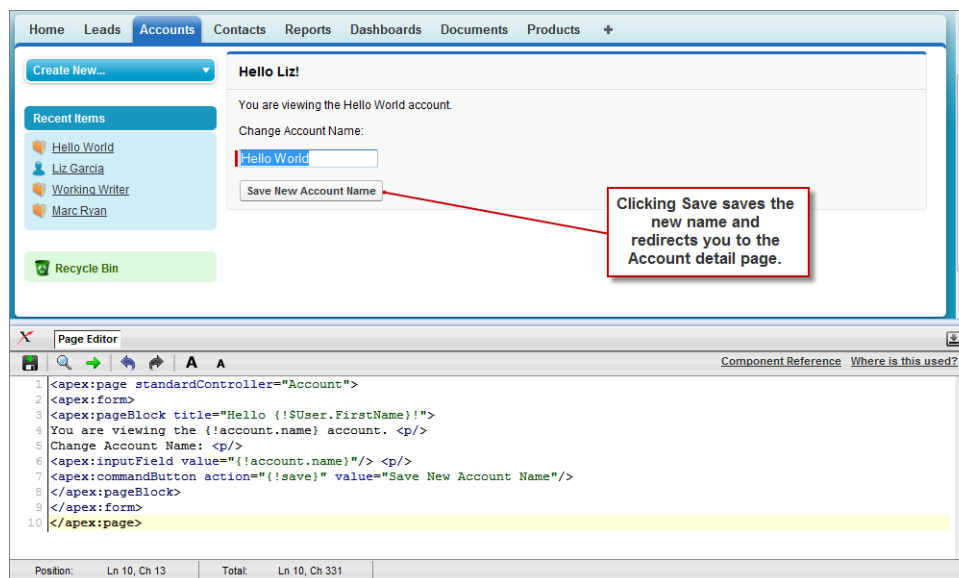 Home Leads Accounts Contacts Reports Dashboards Documents Products +
Create New...
Recent Items
Hello World
Liz Garcia
Working Writer
Marc Ryan
Recycle Bin
Hello Liz!
You are viewing the Hello World account.
Change Account Name:
Hello World
Save New Account Name
Clicking Save saves the
new name and
redirects you to the
Account detail page.
Page Editor
A A Component Reference Where is this used?
1 <apex:page standardController="Account">
2 <apex:form>
3 <apex:pageBlock title="Hello {!$User.FirstName}!">
4 You are viewing the {!account.name} account. <p/>
5 Change Account Name: <p/>
6 <apex:inputField value="{!account.name}"/> <p/>
7 <apex:commandButton action="{!save}" value="Save New Account Name"/>
8 </apex:pageBlock>
9 </apex:form>
10 </apex:page>
Position: Ln 10, Ch 13 Total: Ln 10, Ch 331